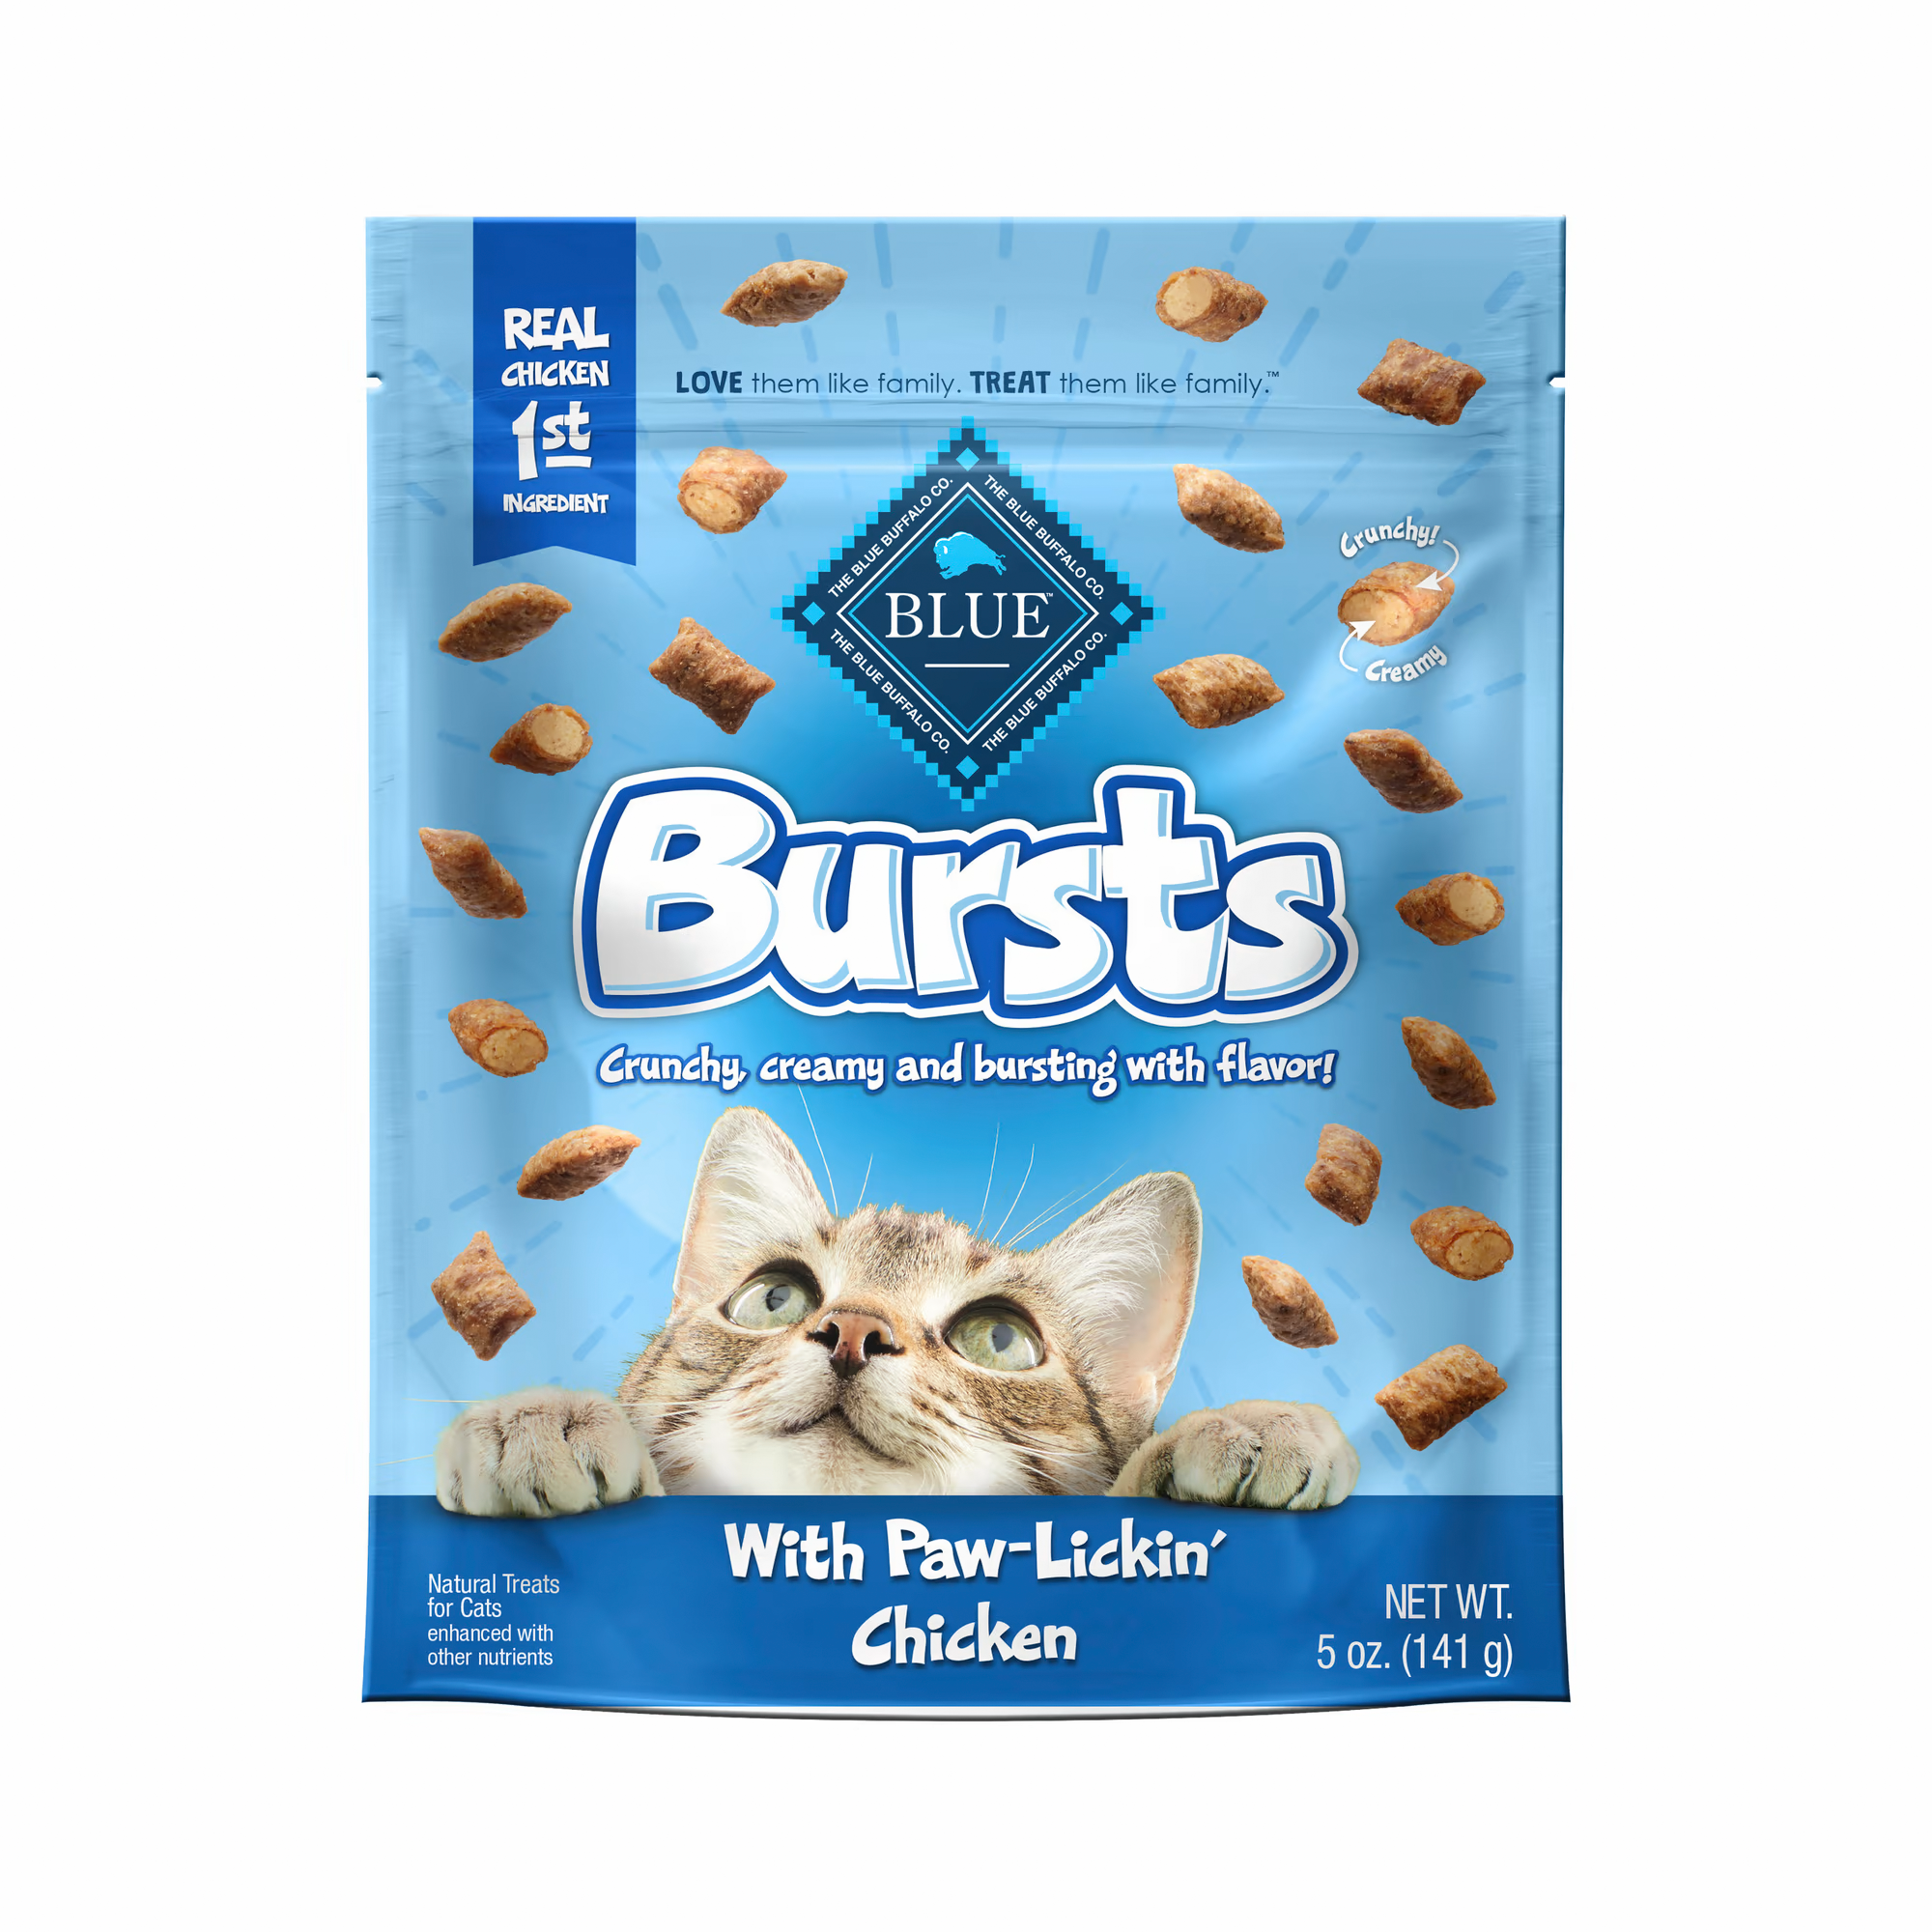 REAL
CHICKEN
1st
INGREDIENT
LOVE them like family. TREAT them like family.™
THE BLUE BUFFALO CO.
THE BLUE BUFFALO CO.
BLUE™
THE BLUE BUFFALO CO.
THE BLUE BUFFALO CO.
Crunchy!
Creamy
Bursts
Crunchy, creamy and bursting with flavor!
With Paw-Lickin'
Chicken
Natural Treats
for Cats
enhanced with
other nutrients
NET WT.
5 oz. (141 g)